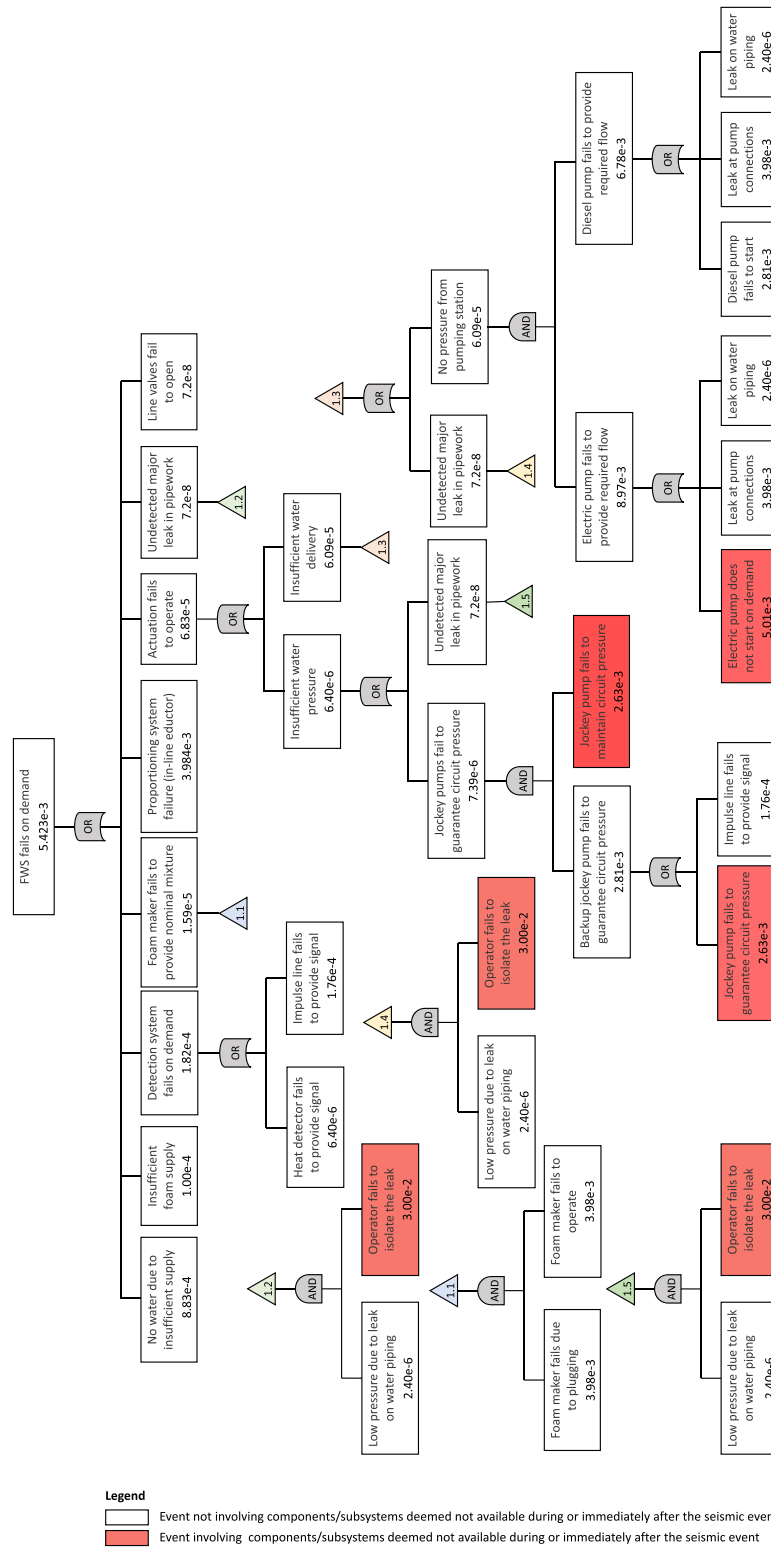 FWS fails on demand
5.423e-3
OR
No water due to
insufficient supply
8.83e-4
Insufficient
foam supply
1.00e-4
Detection system
fails on demand
1.82e-4
Foam maker fails to
provide nominal mixture
1.59e-5
Proportioning system
failure (in-line eductor)
3.984e-3
Actuation fails
to operate
6.83e-5
Undetected major
leak in pipework
7.2e-8
Line valves fail
to open
7.2e-8
1.1
1.2
OR
Heat detector fails
to provide signal
6.40e-6
Impulse line fails
to provide signal
1.76e-4
OR
Insufficient water
pressure
6.40e-6
Insufficient water
delivery
6.09e-5
1.3
1.2
AND
Low pressure due to leak
on water piping
2.40e-6
Operator fails to
isolate the leak
3.00e-2
1.4
AND
Low pressure due to leak
on water piping
2.40e-6
Operator fails to
isolate the leak
3.00e-2
OR
Jockey pumps fail to
guarantee circuit pressure
7.39e-6
Undetected major
leak in pipework
7.2e-8
1.5
1.3
OR
Undetected major
leak in pipework
7.2e-8
1.4
No pressure from
pumping station
6.09e-5
1.1
AND
Foam maker fails due
to plugging
3.98e-3
Foam maker fails to
operate
3.98e-3
AND
Backup jockey pump fails to
guarantee circuit pressure
2.81e-3
Jockey pump fails to
maintain circuit pressure
2.63e-3
AND
Electric pump fails to
provide required flow
8.97e-3
Diesel pump fails to provide
required flow
6.78e-3
1.5
AND
Low pressure due to leak
on water piping
2.40e-6
Operator fails to
isolate the leak
3.00e-2
OR
Jockey pump fails to
guarantee circuit pressure
2.63e-3
Impulse line fails
to provide signal
1.76e-4
OR
Electric pump does
not start on demand
5.01e-3
Leak at pump
connections
3.98e-3
Leak on water
piping
2.40e-6
OR
Diesel pump
fails to start
2.81e-3
Leak at pump
connections
3.98e-3
Leak on water
piping
2.40e-6
Legend
Event not involving components/subsystems deemed not available during or immediately after the seismic even
Event involving components/subsystems deemed not available during or immediately after the seismic event